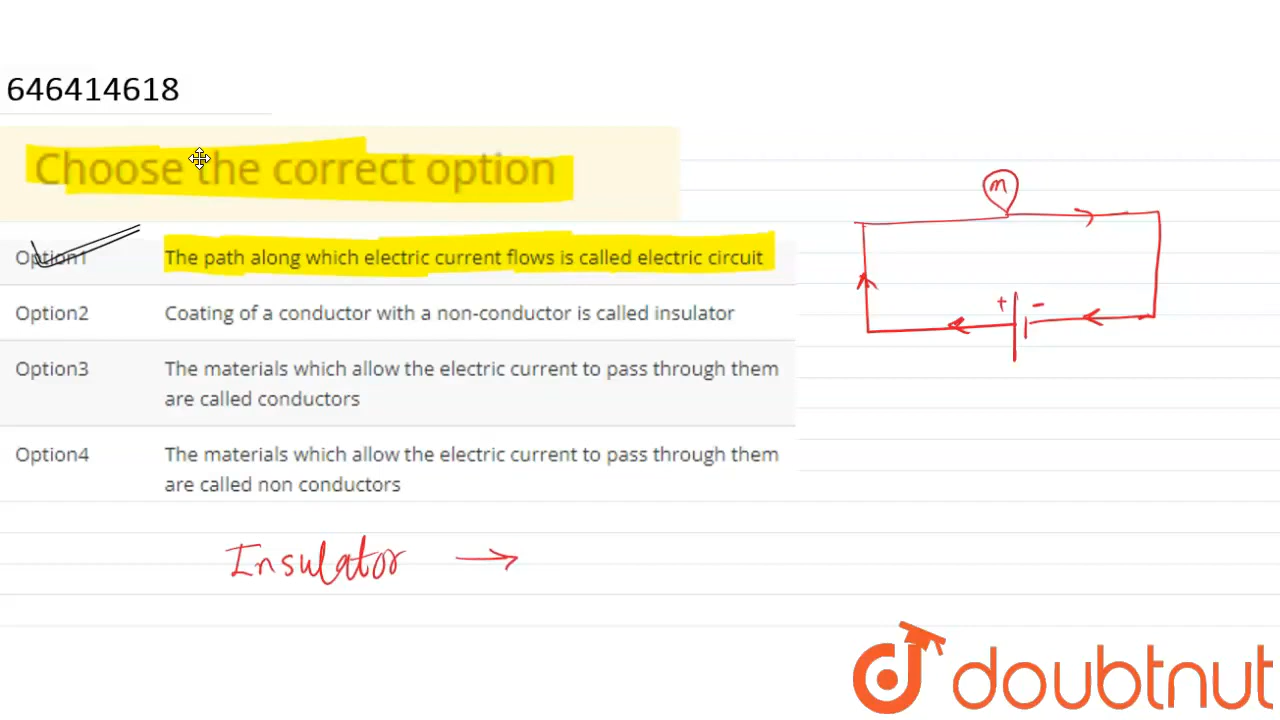 646414618
Choose the correct option
Option1 The path along which electric current flows is called electric circuit
Option2 Coating of a conductor with a non-conductor is called insulator
Option3 The materials which allow the electric current to pass through them
are called conductors
Option4 The materials which allow the electric current to pass through them
are called non conductors
m
+ -
Insulator →
doubtnut